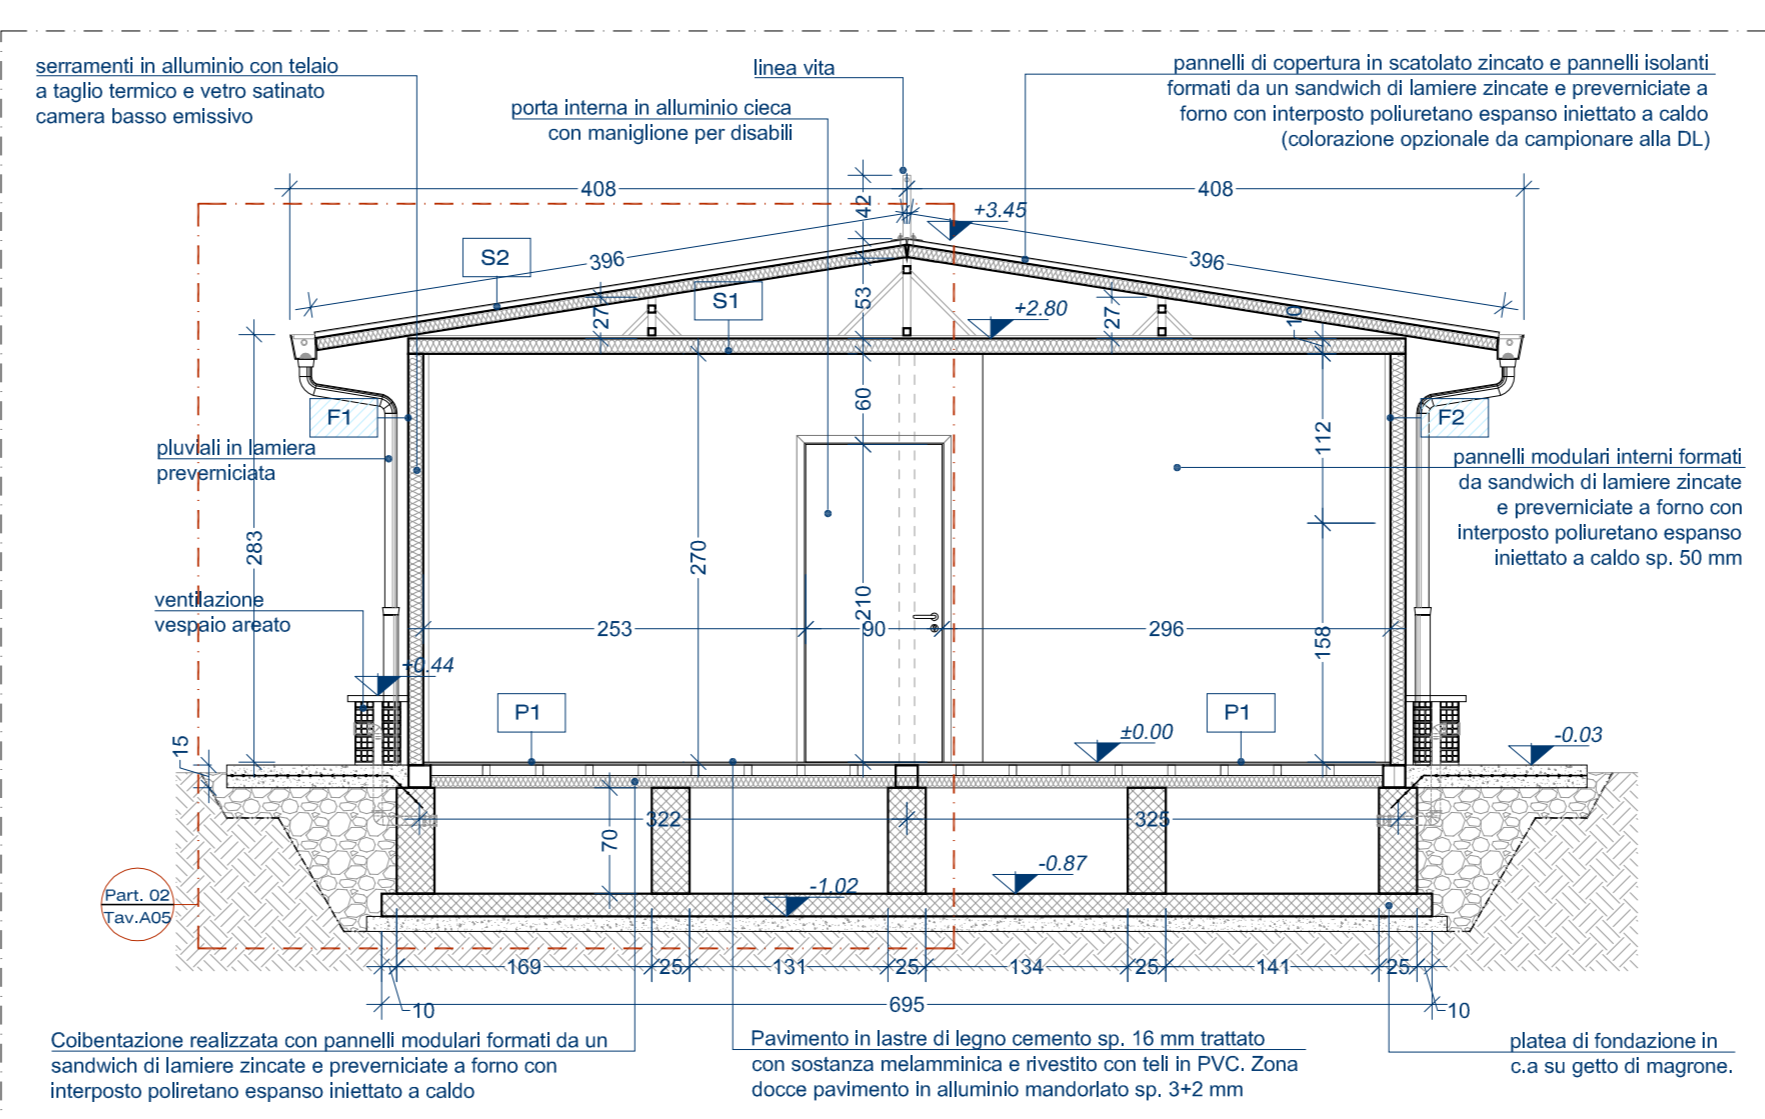 serramenti in alluminio con telaio
a taglio termico e vetro satinato
camera basso emissivo
linea vita
porta interna in alluminio cieca
con maniglione per disabili
pannelli di copertura in scatolato zincato e pannelli isolanti
formati da un sandwich di lamiere zincate e preverniciate a
forno con interposto poliuretano espanso iniettato a caldo
(colorazione opzionale da campionare alla DL)
408
408
42
+3.45
S2
396
396
S1
53
27
+2.80
27
10
F1
60
F2
112
pluviali in lamiera
preverniciata
pannelli modulari interni formati
da sandwich di lamiere zincate
e preverniciate a forno con
interposto poliuretano espanso
iniettato a caldo sp. 50 mm
283
270
210
ventilazione
vespaio areato
253
90
296
158
+0.44
P1
P1
±0.00
-0.03
15
322
325
70
-0.87
-1.02
Part. 02
Tav.A05
169
25
131
25
134
25
141
25
10
695
10
Coibentazione realizzata con pannelli modulari formati da un
sandwich di lamiere zincate e preverniciate a forno con
interposto poliretano espanso iniettato a caldo
Pavimento in lastre di legno cemento sp. 16 mm trattato
con sostanza melamminica e rivestito con teli in PVC. Zona
docce pavimento in alluminio mandorlato sp. 3+2 mm
platea di fondazione in
c.a su getto di magrone.